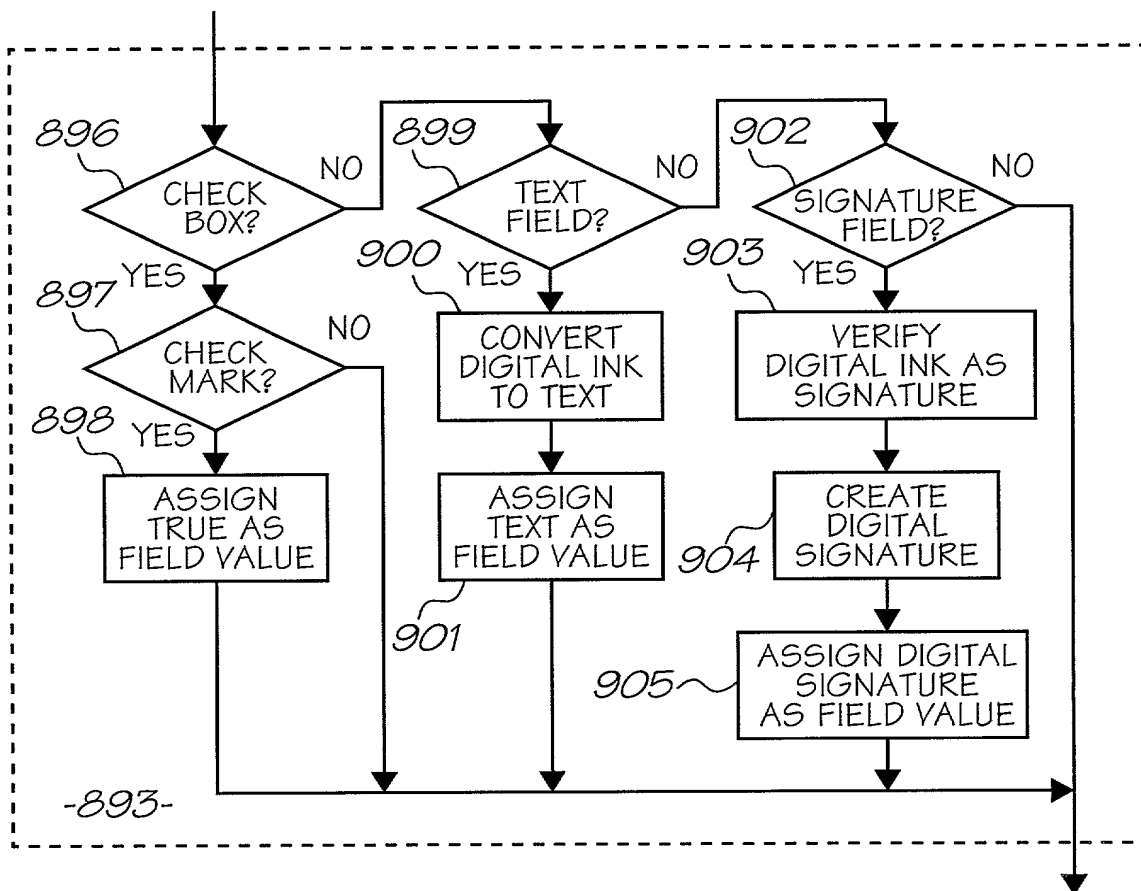 896
CHECK
BOX?
NO
YES
897
CHECK
MARK?
NO
YES
898
ASSIGN
TRUE AS
FIELD VALUE
899
TEXT
FIELD?
NO
YES
900
CONVERT
DIGITAL INK
TO TEXT
ASSIGN
TEXT AS
FIELD VALUE
901
902
SIGNATURE
FIELD?
NO
YES
903
VERIFY
DIGITAL INK AS
SIGNATURE
CREATE
DIGITAL
SIGNATURE
904
905
ASSIGN DIGITAL
SIGNATURE
AS FIELD VALUE
-893-